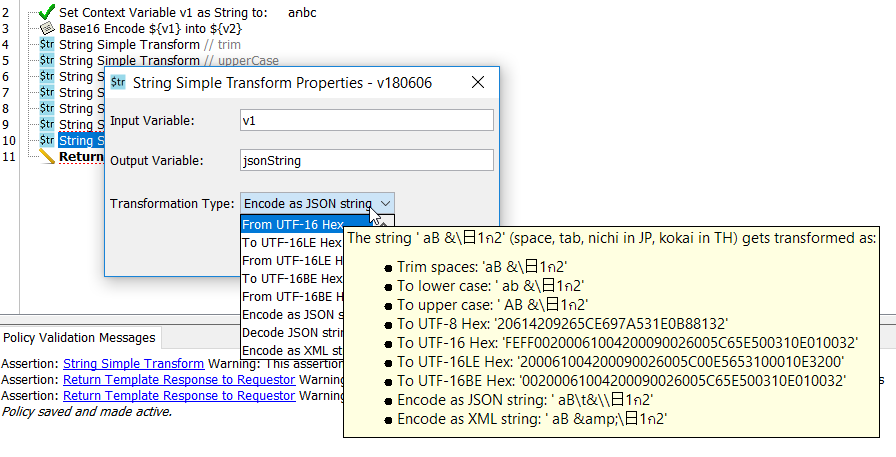 2 Set Context Variable v1 as String to: aกbc
3 Base16 Encode ${v1} into ${v2}
4 $tr String Simple Transform // trim
5 $tr String Simple Transform // upperCase
6 $tr String S
7 $tr String S
8 $tr String S
9 $tr String S
10 $tr String S
11 Return
$tr String Simple Transform Properties - v180606
Input Variable: v1
Output Variable: jsonString
Transformation Type: Encode as JSON string
From UTF-16 Hex
To UTF-16LE Hex
From UTF-16LE H
To UTF-16BE Hex
From UTF-16BE H
Encode as JSON s
Decode JSON strin
Encode as XML st
The string ' aB &\日1ก2' (space, tab, nichi in JP, kokai in TH) gets transformed as:
Trim spaces: 'aB &\日1ก2'
To lower case: ' ab &\日1ก2'
To upper case: ' AB &\日1ก2'
To UTF-8 Hex: '20614209265CE697A531E0B88132'
To UTF-16 Hex: 'FEFF00200061004200090026005C65E500310E010032'
To UTF-16LE Hex: '200061004200090026005C00E5653100010E3200'
To UTF-16BE Hex: '00200061004200090026005C65E500310E010032'
Encode as JSON string: ' aB\t&\\日1ก2'
Encode as XML string: ' aB &amp;\日1ก2'
Policy Validation Messages
Assertion: String Simple Transform Warning: This assertion
Assertion: Return Template Response to Requestor Warning
Assertion: Return Template Response to Requestor Warning
Policy saved and made active.